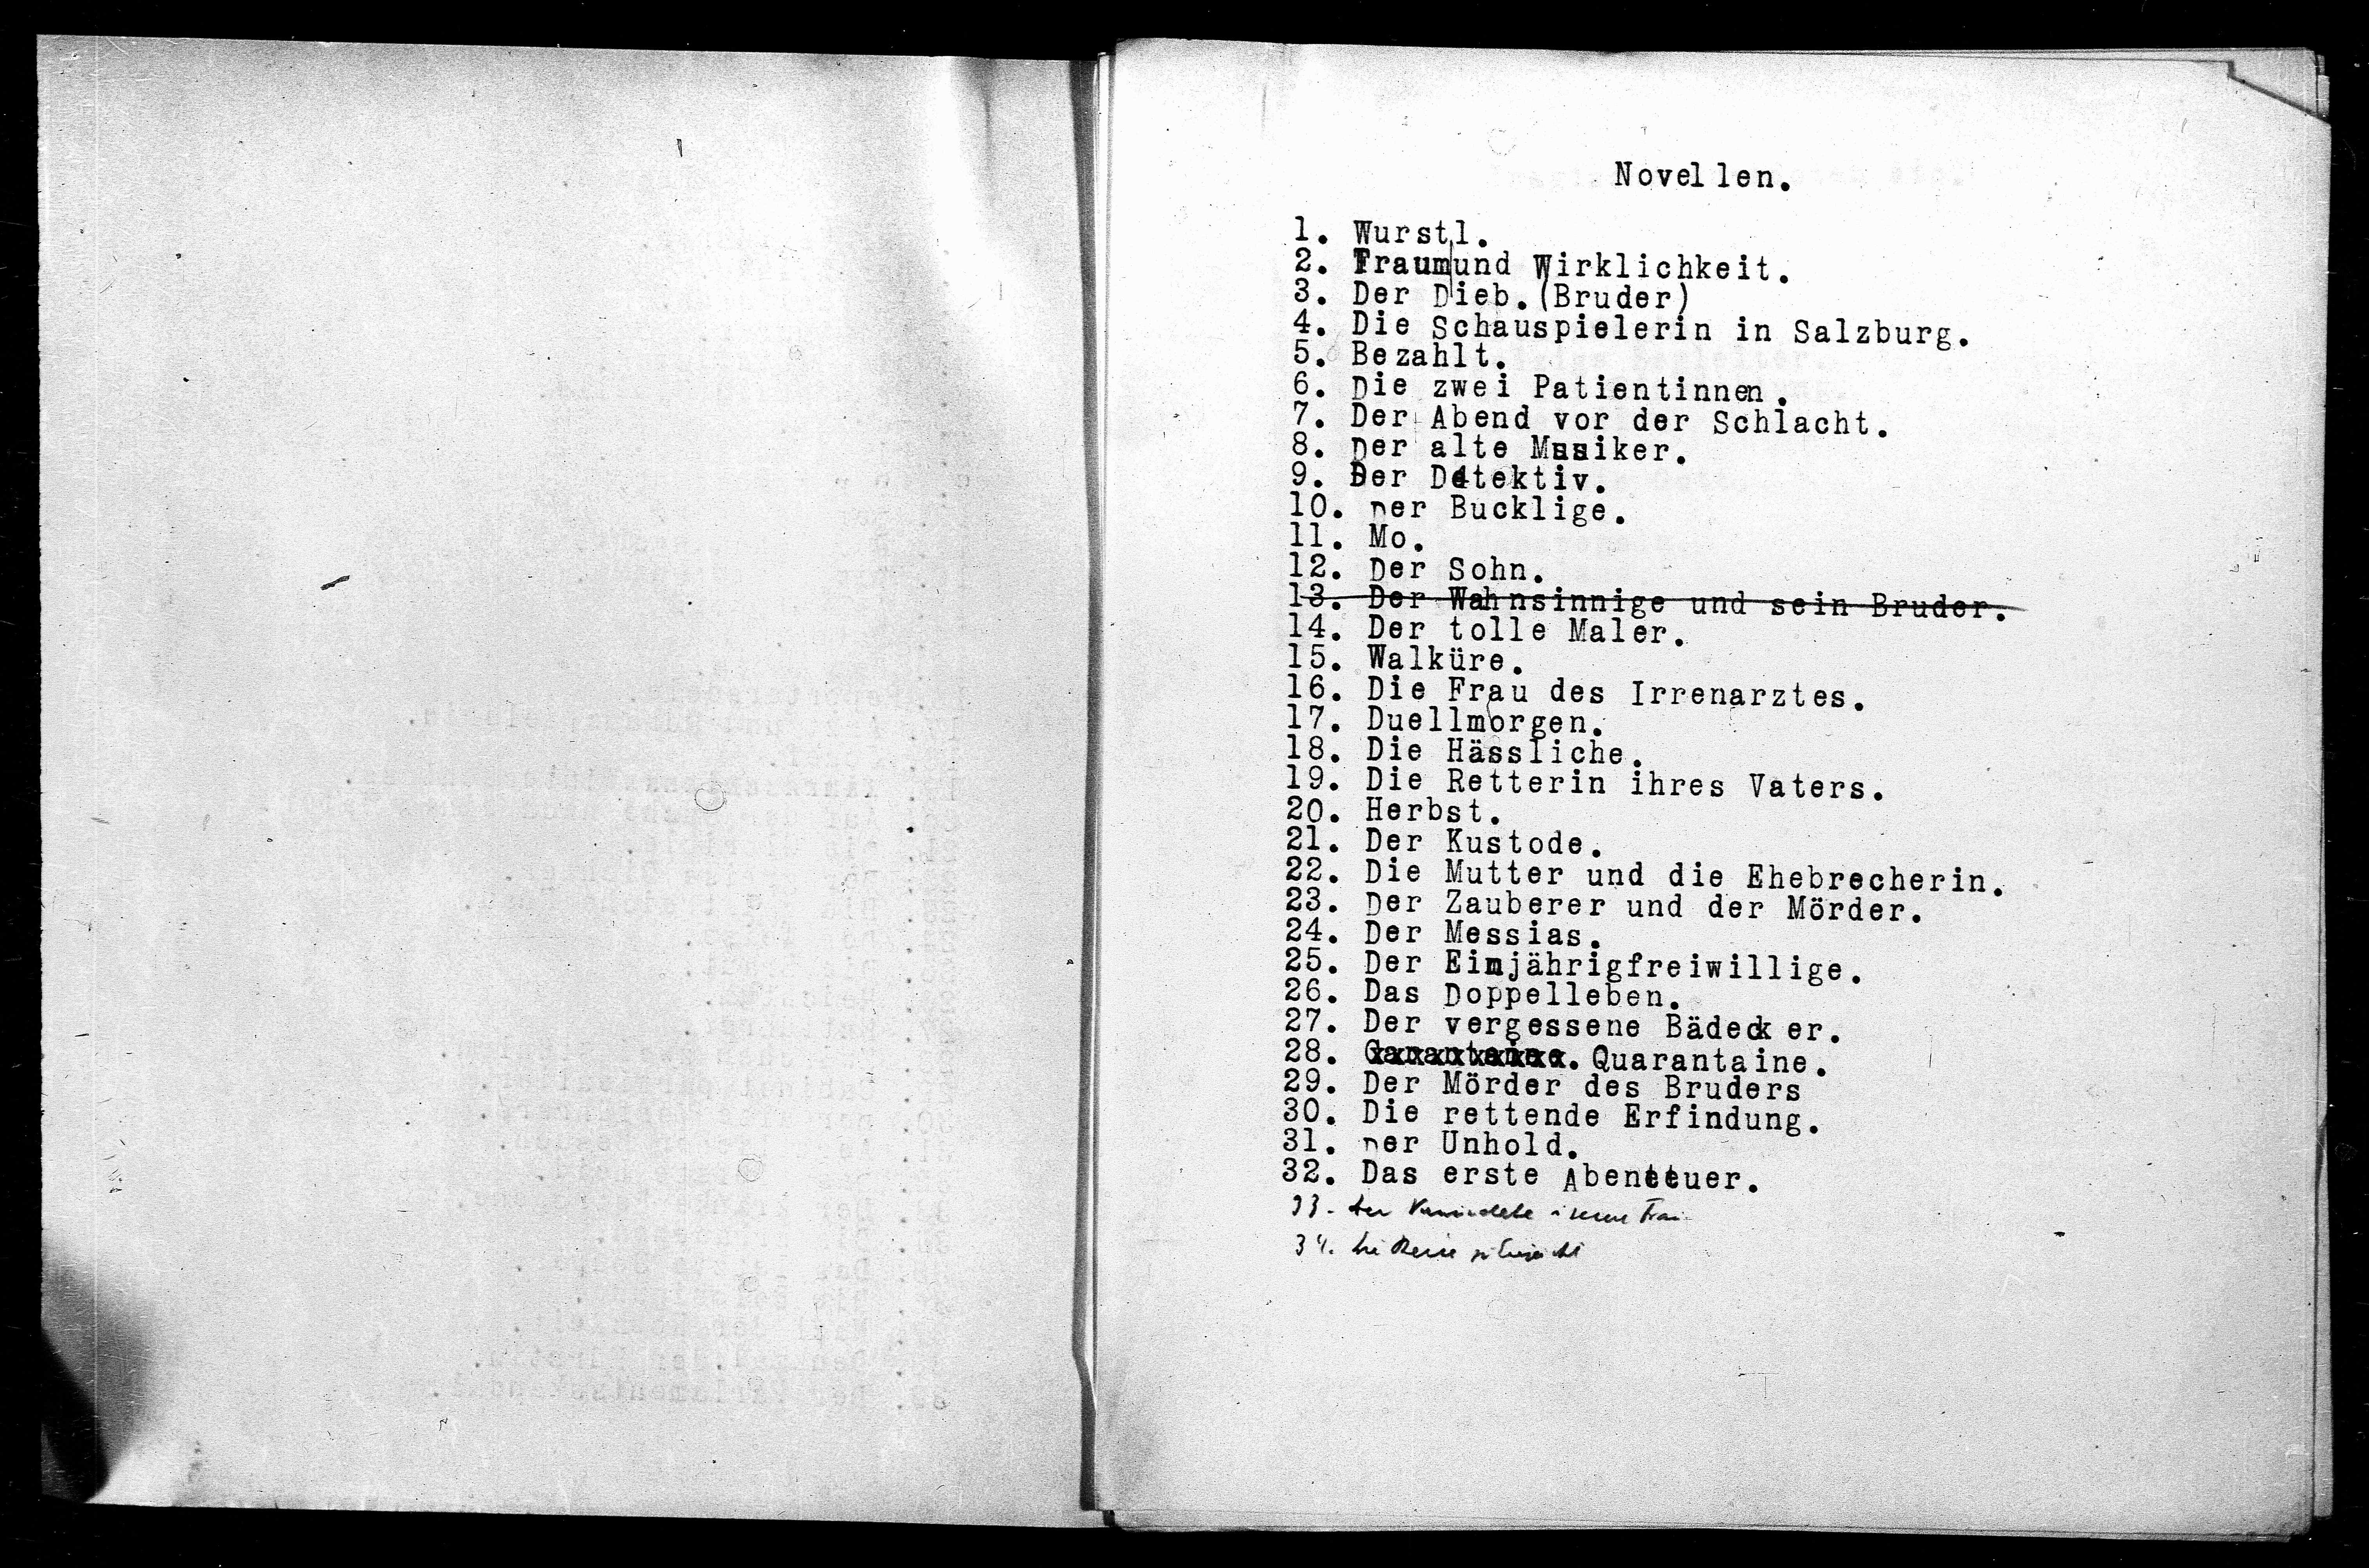 Novellen.
1. Wurstl.
2. Traum und Wirklichkeit.
3. Der Dieb. (Bruder)
4. Die Schauspielerin in Salzburg.
5. Bezahlt.
6. Die zwei Patientinnen.
7. Der Abend vor der Schlacht.
8. Der alte Musiker.
9. Der Detektiv.
10. Der Bucklige.
11. Mo.
12. Der Sohn.
13. Der Wahnsinnige und sein Bruder.
14. Der tolle Maler.
15. Walküre.
16. Die Frau des Irrenarztes.
17. Duellmorgen.
18. Die Hässliche.
19. Die Retterin ihres Vaters.
20. Herbst.
21. Der Kustode.
22. Die Mutter und die Ehebrecherin.
23. Der Zauberer und der Mörder.
24. Der Messias.
25. Der Einjährigfreiwillige.
26. Das Doppelleben.
27. Der vergessene Bädecker.
28. Quarantaine.
29. Der Mörder des Bruders
30. Die rettende Erfindung.
31. Der Unhold.
32. Das erste Abenteuer.
33. Der
34. Die Reise